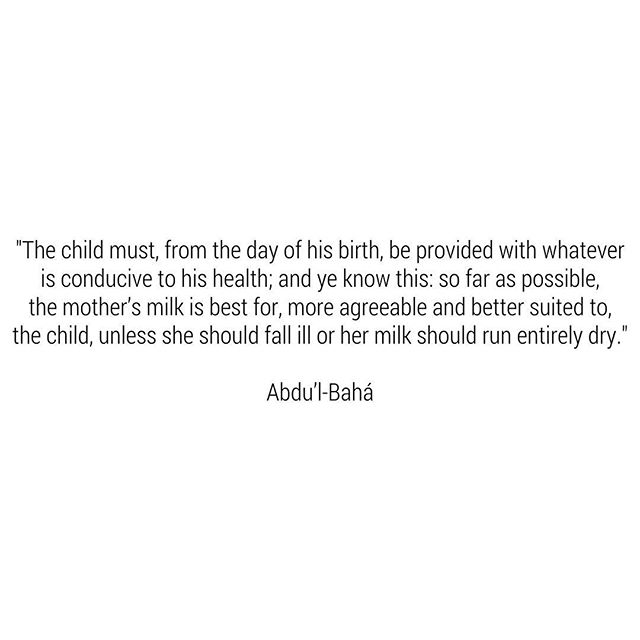 "The child must, from the day of his birth, be provided with whatever
is conducive to his health; and ye know this: so far as possible,
the mother’s milk is best for, more agreeable and better suited to,
the child, unless she should fall ill or her milk should run entirely dry."
Abdu’l-Bahá